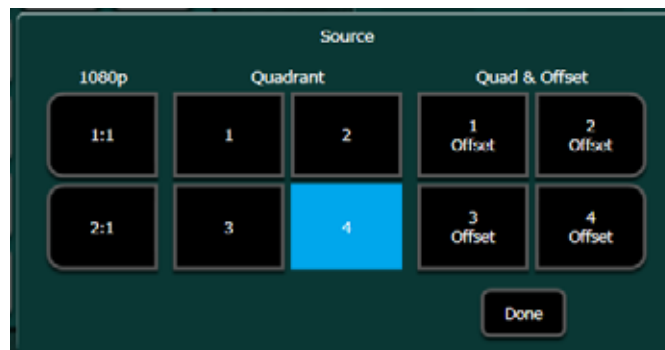 Source
1080p Quadrant Quad & Offset
1:1 1 2 1 Offset 2 Offset
2:1 3 4 3 Offset 4 Offset
Done